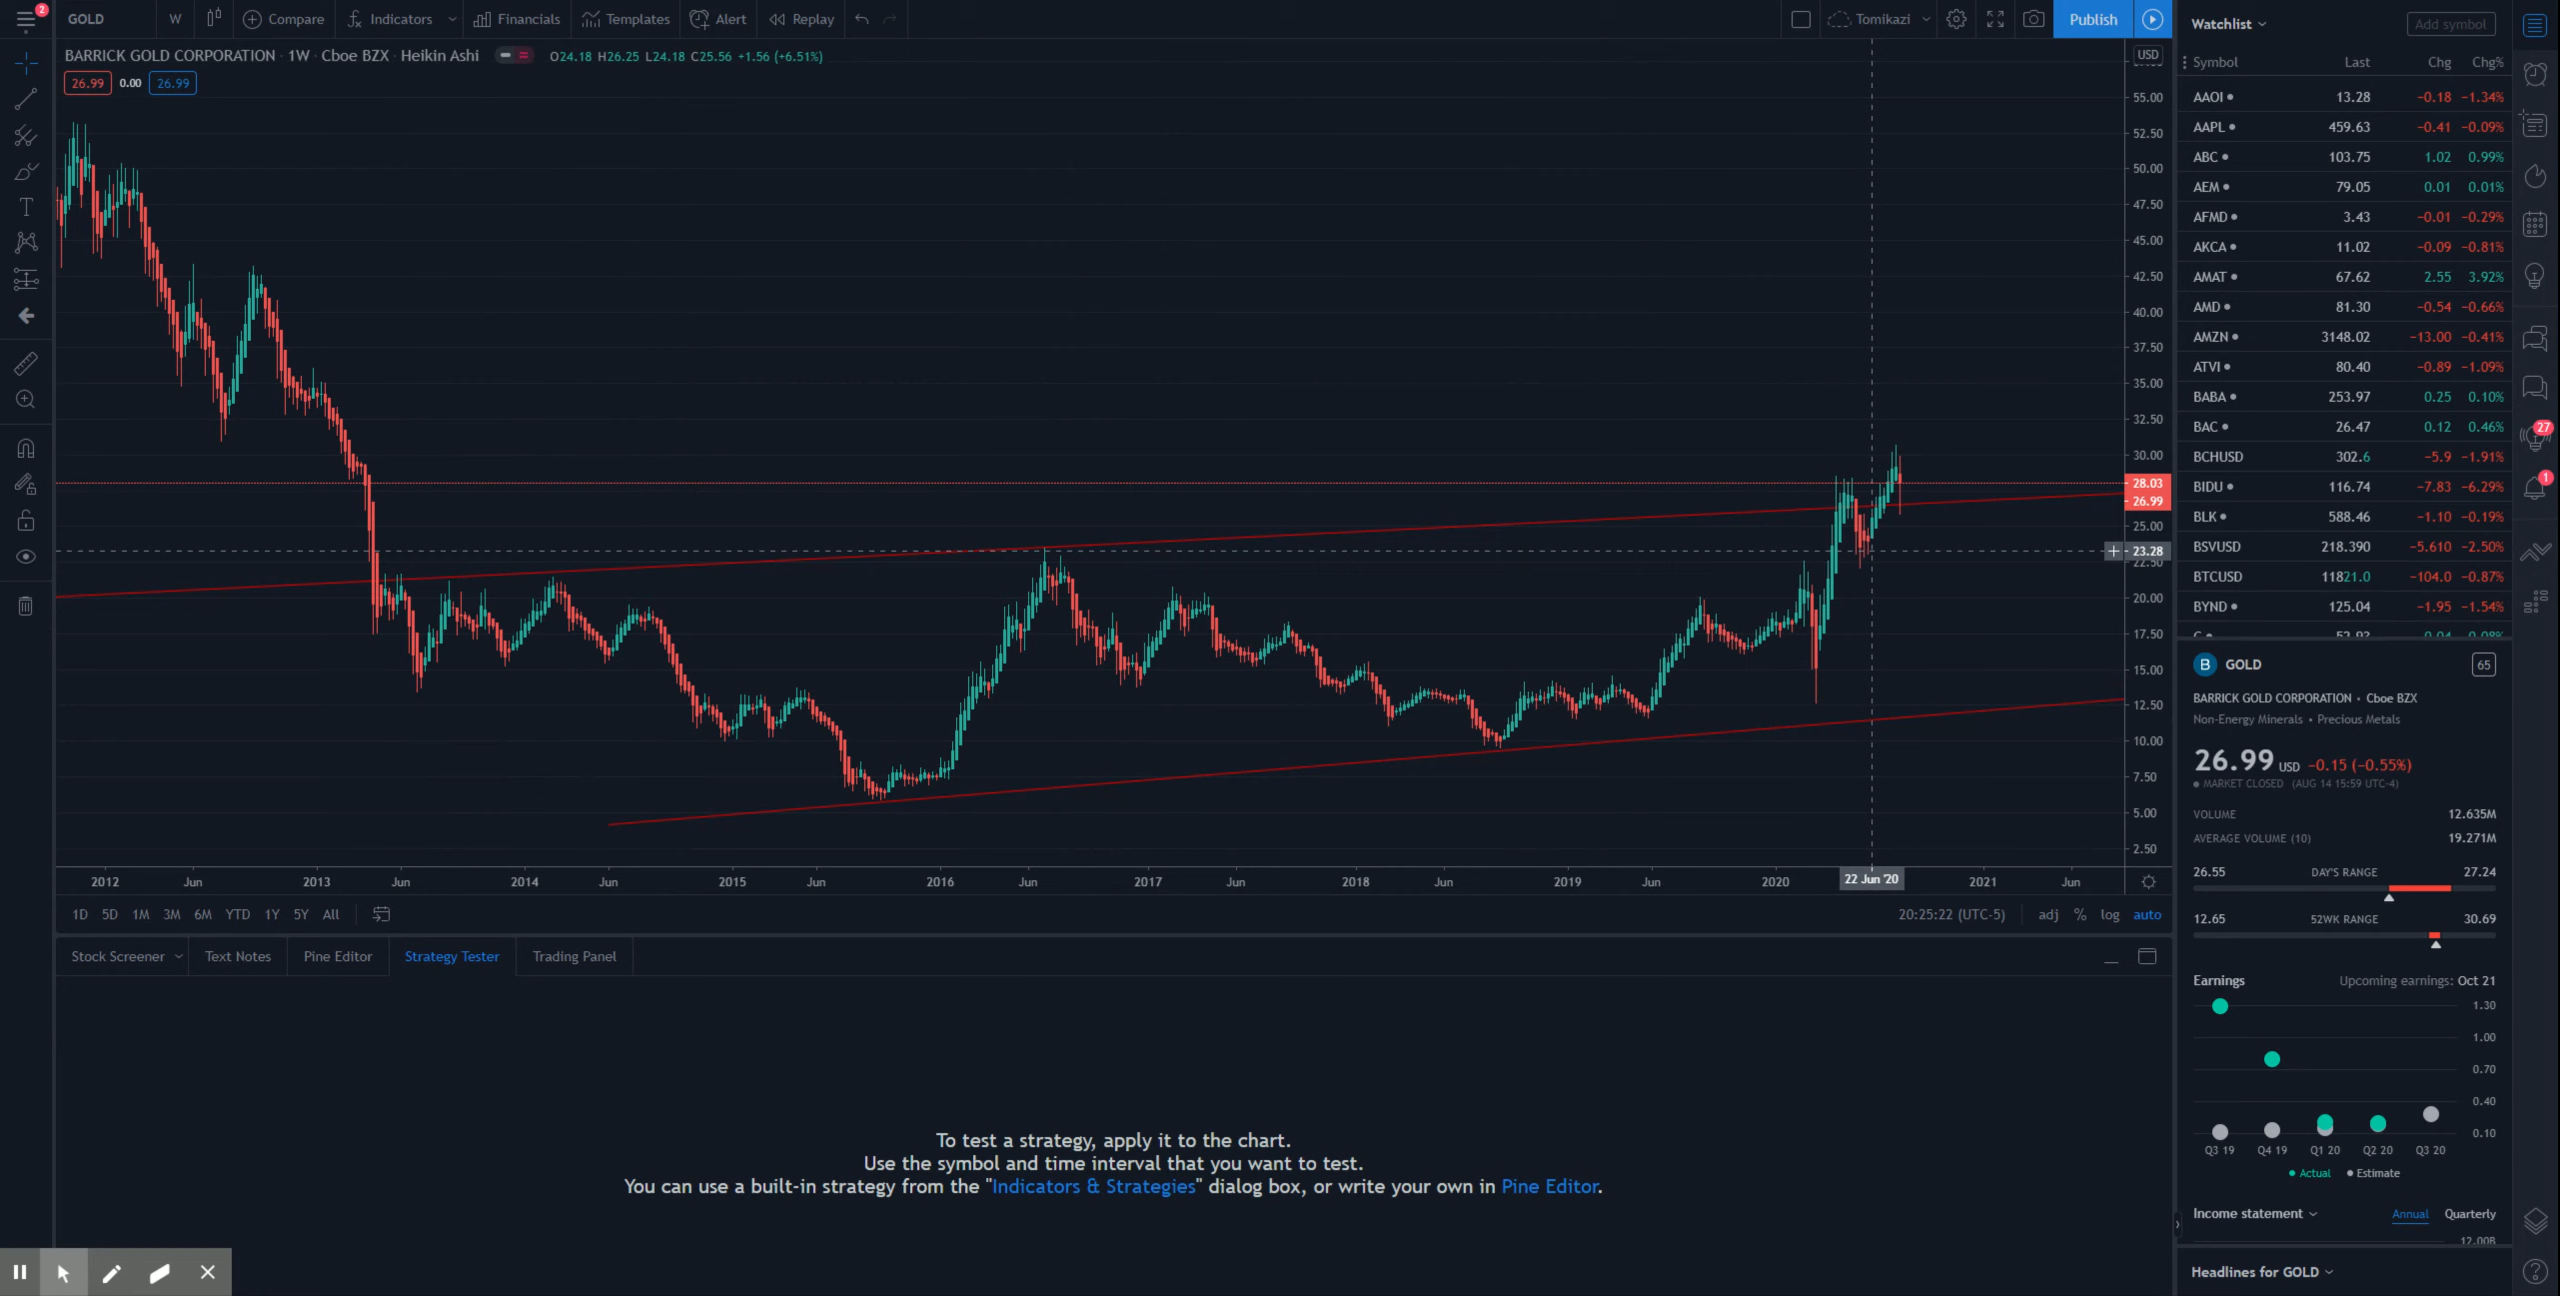 2
GOLD W Compare Indicators Financials Templates Alert Replay Tomikazi Publish
BARRICK GOLD CORPORATION · 1W · Cboe BZX · Heikin Ashi O24.18 H26.25 L24.18 C25.56 +1.56 (+6.51%)
26.99 0.00 26.99
USD
55.00
52.50
50.00
47.50
45.00
42.50
40.00
37.50
35.00
32.50
30.00
28.03
26.99
25.00
23.28
22.50
20.00
17.50
15.00
12.50
10.00
7.50
5.00
2.50
2012 Jun 2013 Jun 2014 Jun 2015 Jun 2016 Jun 2017 Jun 2018 Jun 2019 Jun 2020 22 Jun '20 2021 Jun
1D 5D 1M 3M 6M YTD 1Y 5Y All 20:25:22 (UTC-5) adj % log auto
Stock Screener Text Notes Pine Editor Strategy Tester Trading Panel
To test a strategy, apply it to the chart.
Use the symbol and time interval that you want to test.
You can use a built-in strategy from the "Indicators & Strategies" dialog box, or write your own in Pine Editor.
Watchlist Add symbol
Symbol Last Chg Chg%
AAOI 13.28 −0.18 −1.34%
AAPL 459.63 −0.41 −0.09%
ABC 103.75 1.02 0.99%
AEM 79.05 0.01 0.01%
AFMD 3.43 −0.01 −0.29%
AKCA 11.02 −0.09 −0.81%
AMAT 67.62 2.55 3.92%
AMD 81.30 −0.54 −0.66%
AMZN 3148.02 −13.00 −0.41%
ATVI 80.40 −0.89 −1.09%
BABA 253.97 0.25 0.10%
BAC 26.47 0.12 0.46%
BCHUSD 302.6 −5.9 −1.91%
BIDU 116.74 −7.83 −6.29%
BLK 588.46 −1.10 −0.19%
BSVUSD 218.390 −5.610 −2.50%
BTCUSD 11821.0 −104.0 −0.87%
BYND 125.04 −1.95 −1.54%
27
1
B GOLD 65
BARRICK GOLD CORPORATION • Cboe BZX
Non-Energy Minerals • Precious Metals
26.99 USD −0.15 (−0.55%)
MARKET CLOSED (AUG 14 15:59 UTC-4)
VOLUME 12.635M
AVERAGE VOLUME (10) 19.271M
26.55 DAY'S RANGE 27.24
12.65 52WK RANGE 30.69
Earnings Upcoming earnings: Oct 21
1.30
1.00
0.70
0.40
0.10
Q3 19 Q4 19 Q1 20 Q2 20 Q3 20
Actual Estimate
Income statement Annual Quarterly
12.00B
Headlines for GOLD